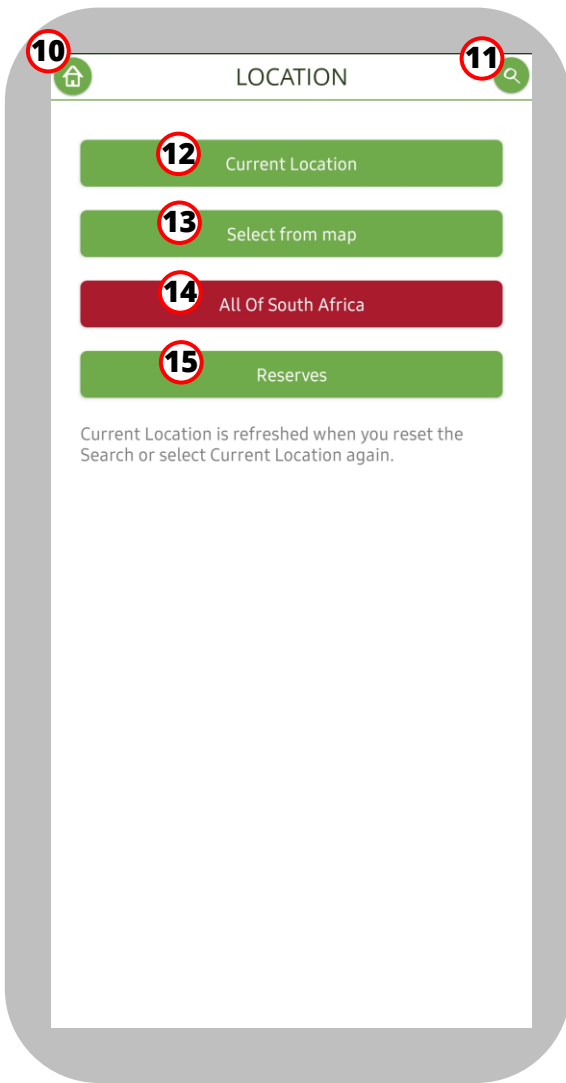 10
11
LOCATION
12
Current Location
13
Select from map
14
All Of South Africa
15
Reserves
Current Location is refreshed when you reset the
Search or select Current Location again.